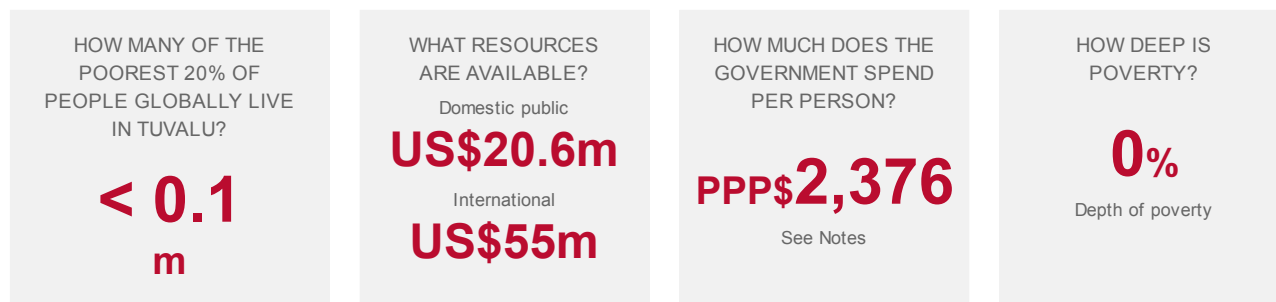 HOW MANY OF THE
POOREST 20% OF
PEOPLE GLOBALLY LIVE
IN TUVALU?
< 0.1
m
WHAT RESOURCES
ARE AVAILABLE?
Domestic public
US$20.6m
International
US$55m
HOW MUCH DOES THE
GOVERNMENT SPEND
PER PERSON?
PPP$2,376
See Notes
HOW DEEP IS
POVERTY?
0%
Depth of poverty